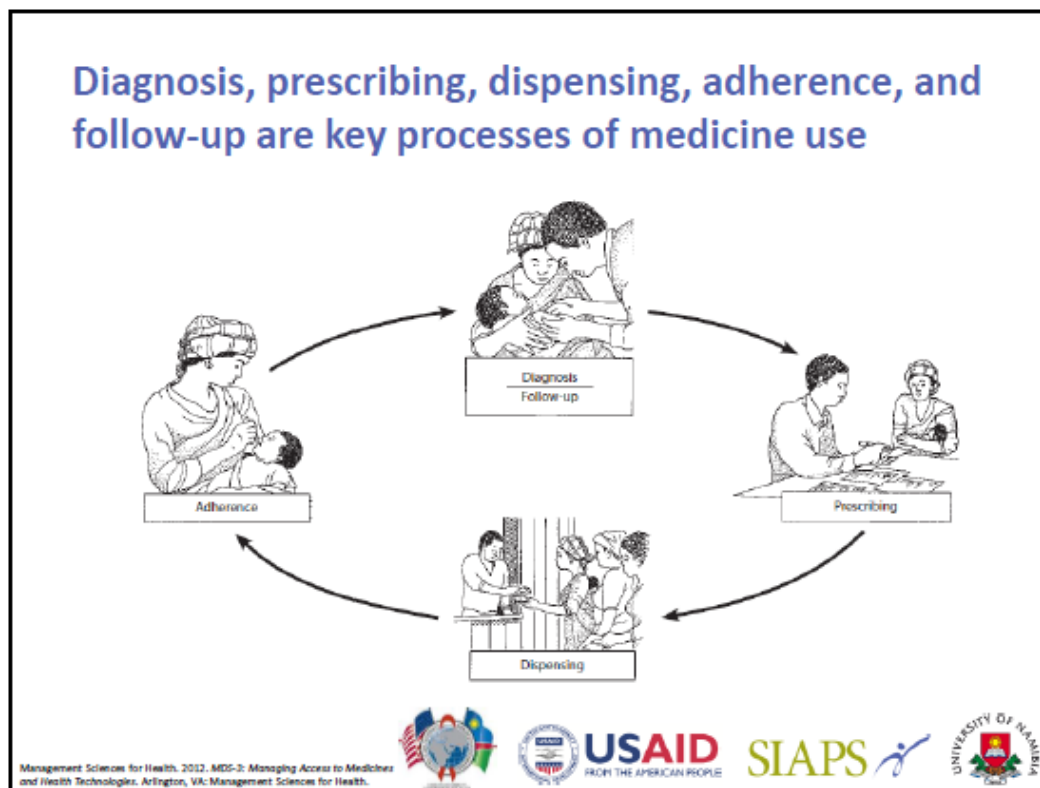 Diagnosis, prescribing, dispensing, adherence, and
follow-up are key processes of medicine use
Diagnosis
Follow-up
Adherence
Prescribing
Dispensing
Management Sciences for Health. 2012. MDS-3: Managing Access to Medicines
and Health Technologies. Arlington, VA: Management Sciences for Health.
USAID
USAID
FROM THE AMERICAN PEOPLE
SIAPS
UNIVERSITY OF NAMIBIA